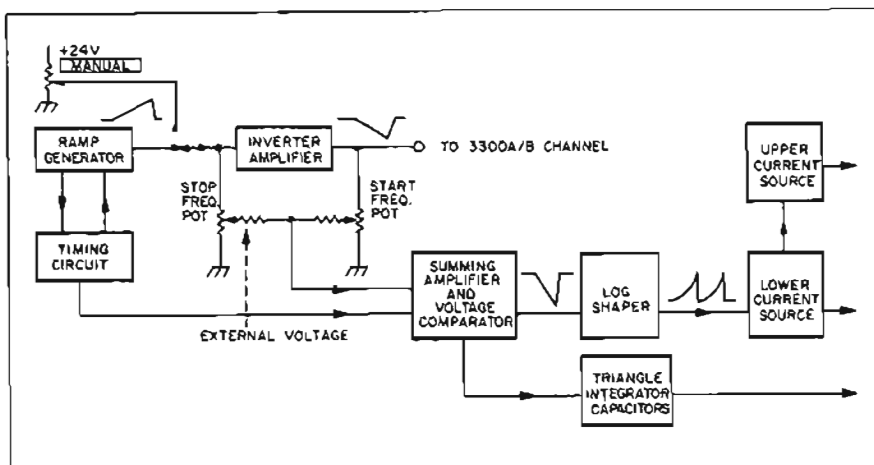 +24V
MANUAL
RAMP
GENERATOR
INVERTER
AMPLIFIER
TO 3300A/B CHANNEL
UPPER
CURRENT
SOURCE
STOP
FREQ.
POT
START
FREQ.
POT
TIMING
CIRCUIT
SUMMING
AMPLIFIER
AND
VOLTAGE
COMPARATOR
LOG
SHAPER
LOWER
CURRENT
SOURCE
EXTERNAL VOLTAGE
TRIANGLE
INTEGRATOR
CAPACITORS